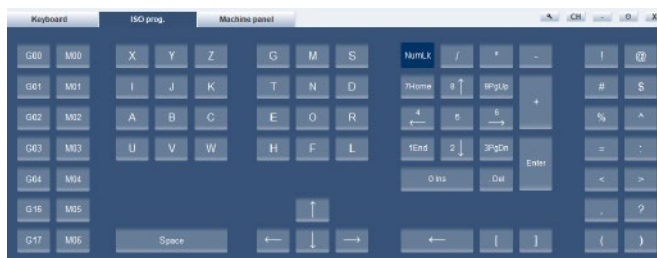 Keyboard ISO prog. Machine panel CH - X
G00 M00 X Y Z G M S NumLK / * - ! @
G01 M01 I J K T N D 7Home 8↑ 9PgUp + # $
G02 M02 A B C E O R 4← 5 6→ % ^
G03 M03 U V W H F L 1End 2↓ 3PgDn Enter = :
G04 M04 0 Ins . Del < >
G16 M05 ↑ ?
G17 M06 Space ← ↓ → ← [ ] ( )